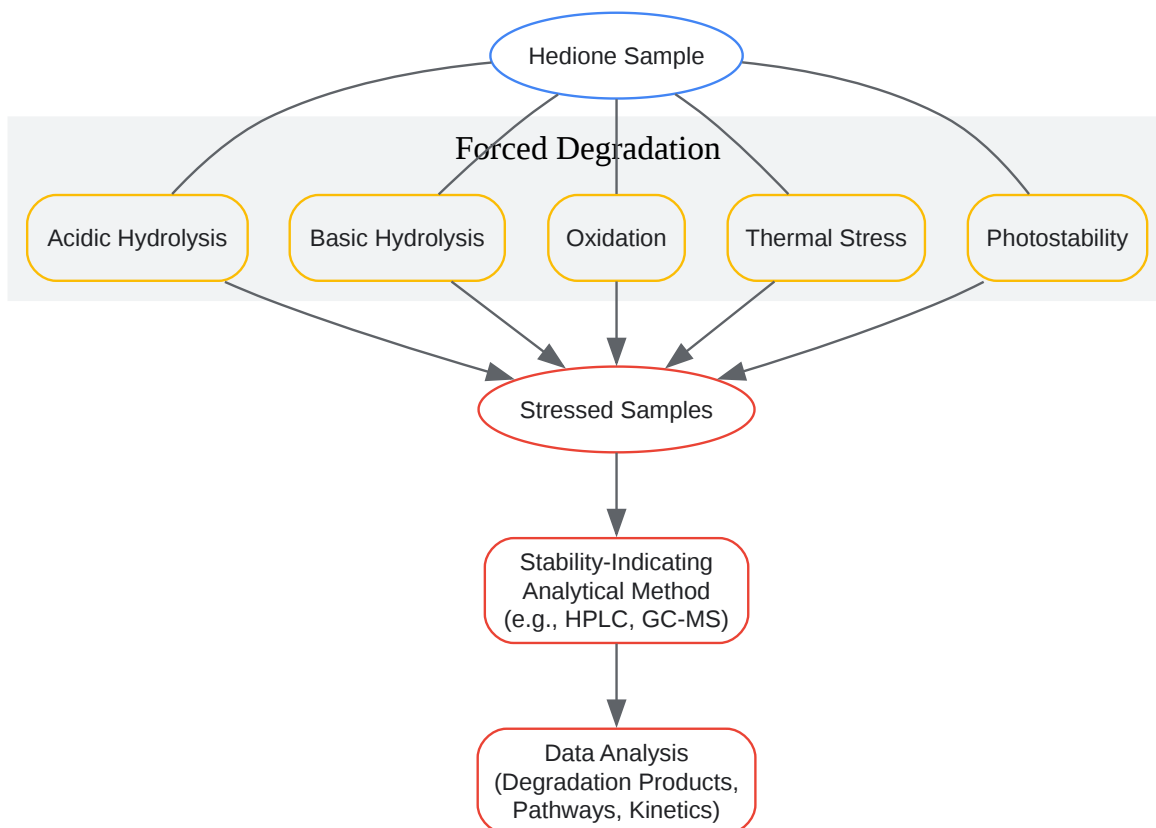 Hedione Sample
Forced Degradation
Acidic Hydrolysis
Basic Hydrolysis
Oxidation
Thermal Stress
Photostability
Stressed Samples
Stability-Indicating
Analytical Method
(e.g., HPLC, GC-MS)
Data Analysis
(Degradation Products,
Pathways, Kinetics)